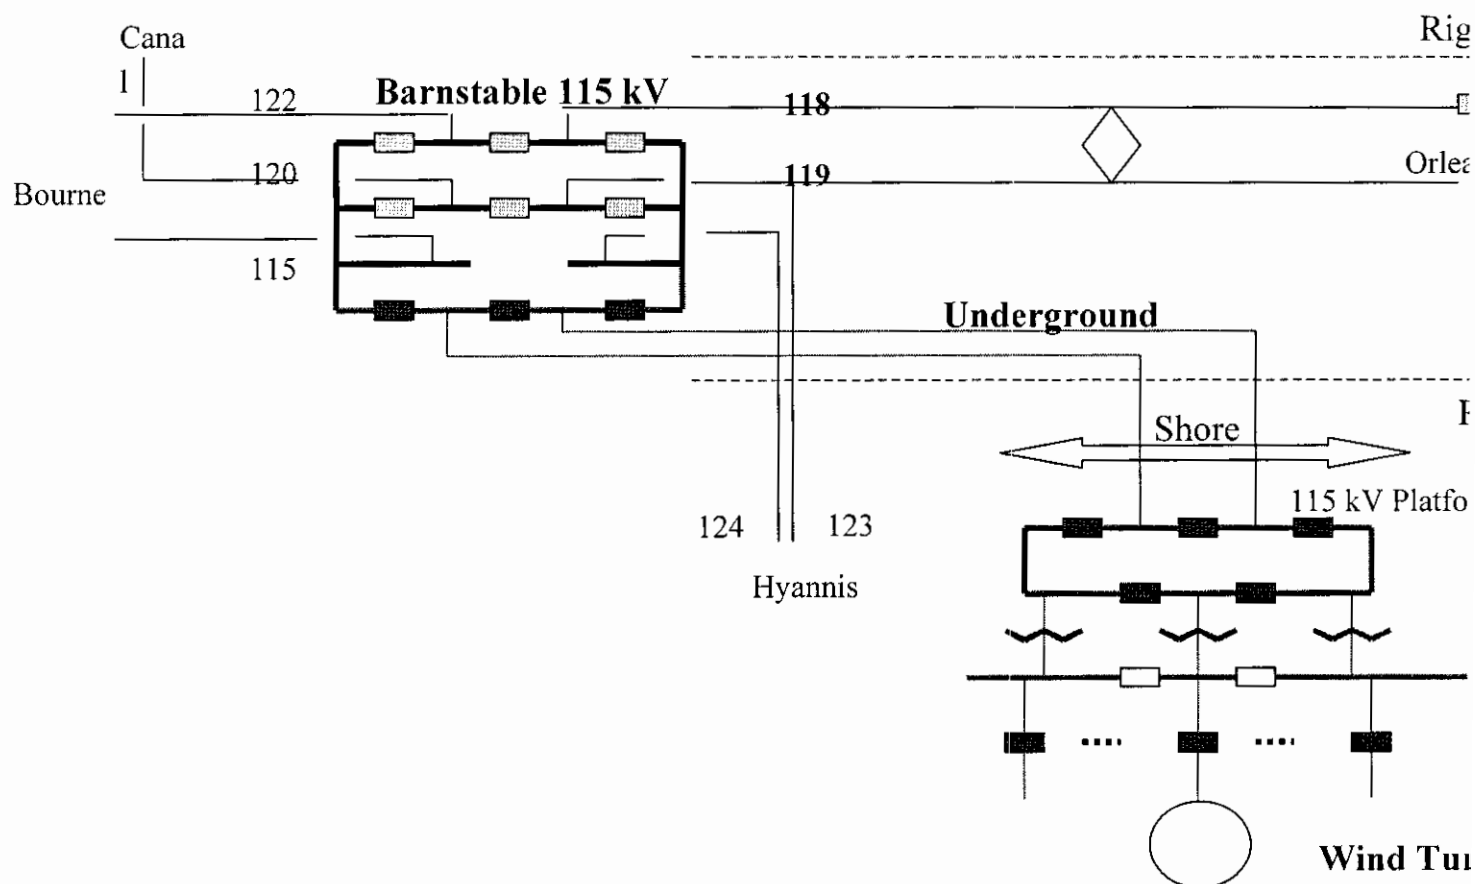 Cana
l
Rig
122
Barnstable 115 kV
118
120
119
Orlea
Bourne
115
Underground
Shore
115 kV Platfo
124
123
Hyannis
Wind Tu